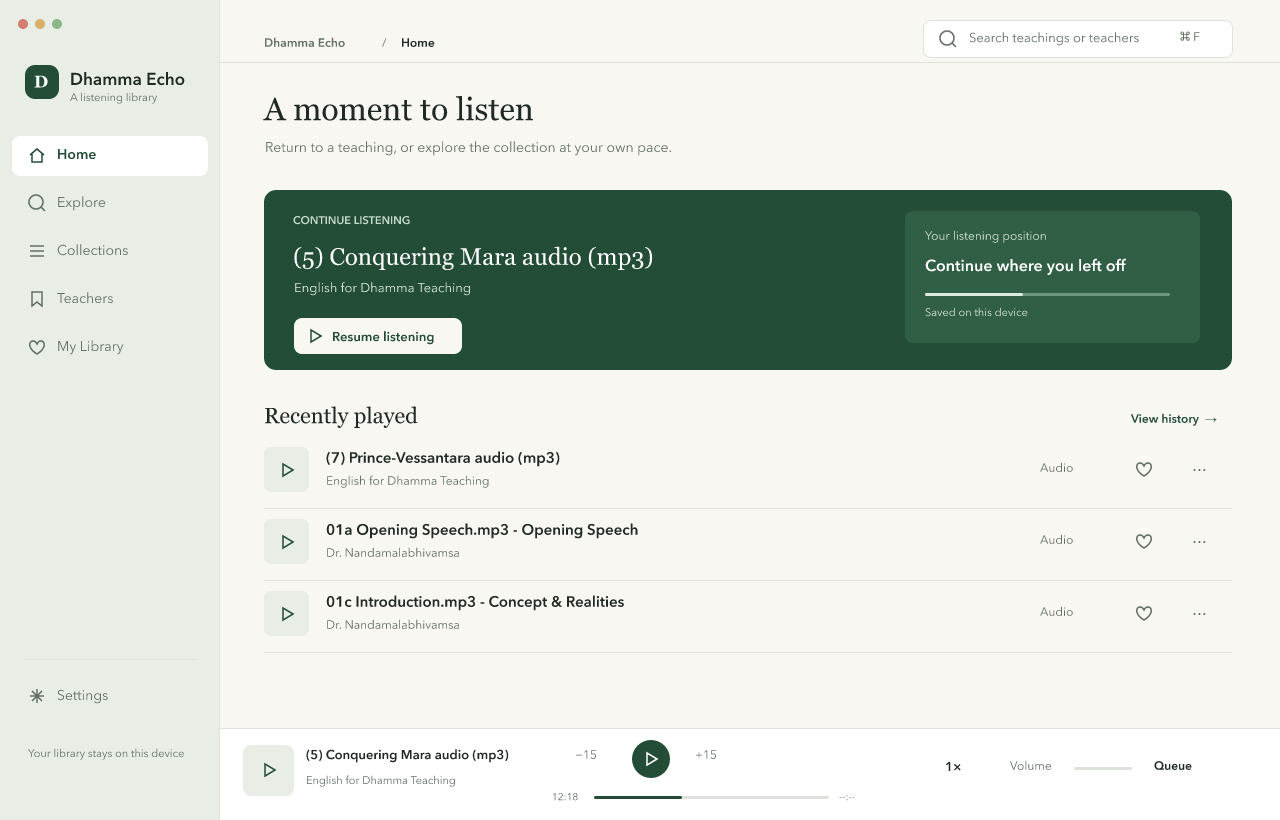 D
Dhamma Echo
A listening library
Home
Explore
Collections
Teachers
My Library
Settings
Your library stays on this device
Dhamma Echo / Home
Search teachings or teachers ⌘ F
A moment to listen
Return to a teaching, or explore the collection at your own pace.
CONTINUE LISTENING
(5) Conquering Mara audio (mp3)
English for Dhamma Teaching
Resume listening
Your listening position
Continue where you left off
Saved on this device
Recently played
View history →
(7) Prince-Vessantara audio (mp3)
English for Dhamma Teaching
Audio
...
01a Opening Speech.mp3 - Opening Speech
Dr. Nandamalabhivamsa
Audio
...
01c Introduction.mp3 - Concept & Realities
Dr. Nandamalabhivamsa
Audio
...
(5) Conquering Mara audio (mp3)
English for Dhamma Teaching
−15
+15
12:18
--:--
1×
Volume
Queue